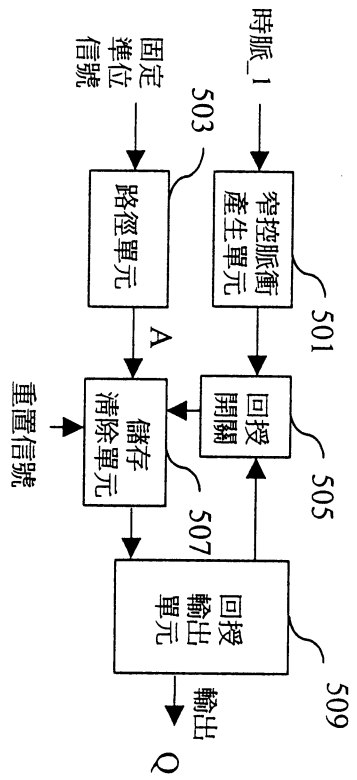 時脈_1
窄控脈衝
產生單元
501
回授
開關
505
固定
準位
信號
503
路徑單元
A
儲存
清除單元
507
重置信號
回授
輸出
單元
509
輸出
Q